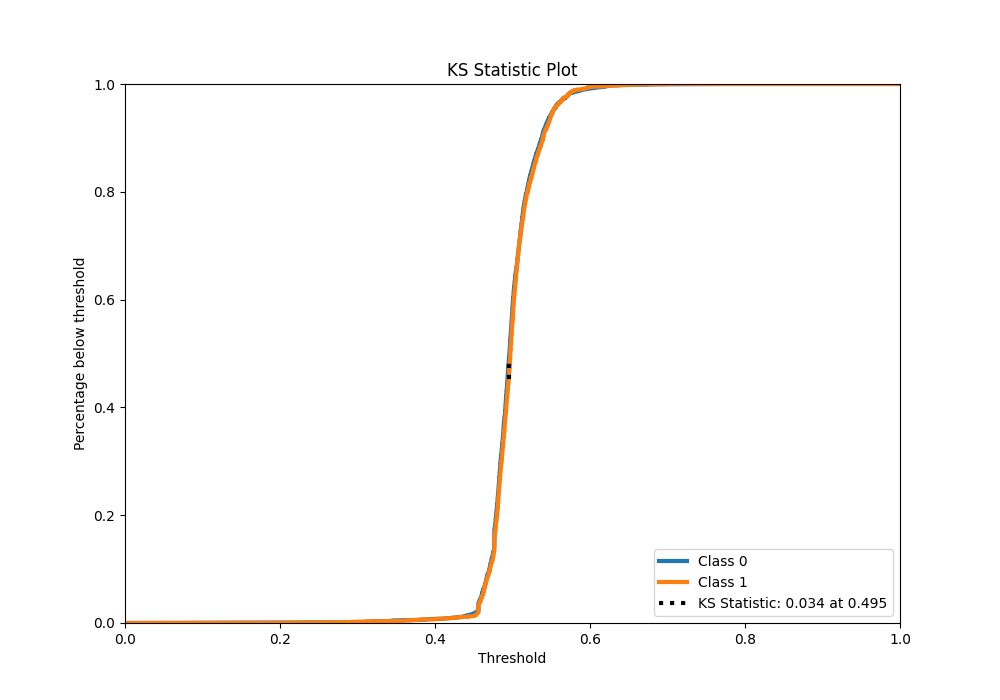 KS Statistic Plot
1.0
0.8
0.6
0.4
0.2
0.0
Percentage below threshold
0.0 0.2 0.4 0.6 0.8 1.0
Threshold
Class 0
Class 1
KS Statistic: 0.034 at 0.495